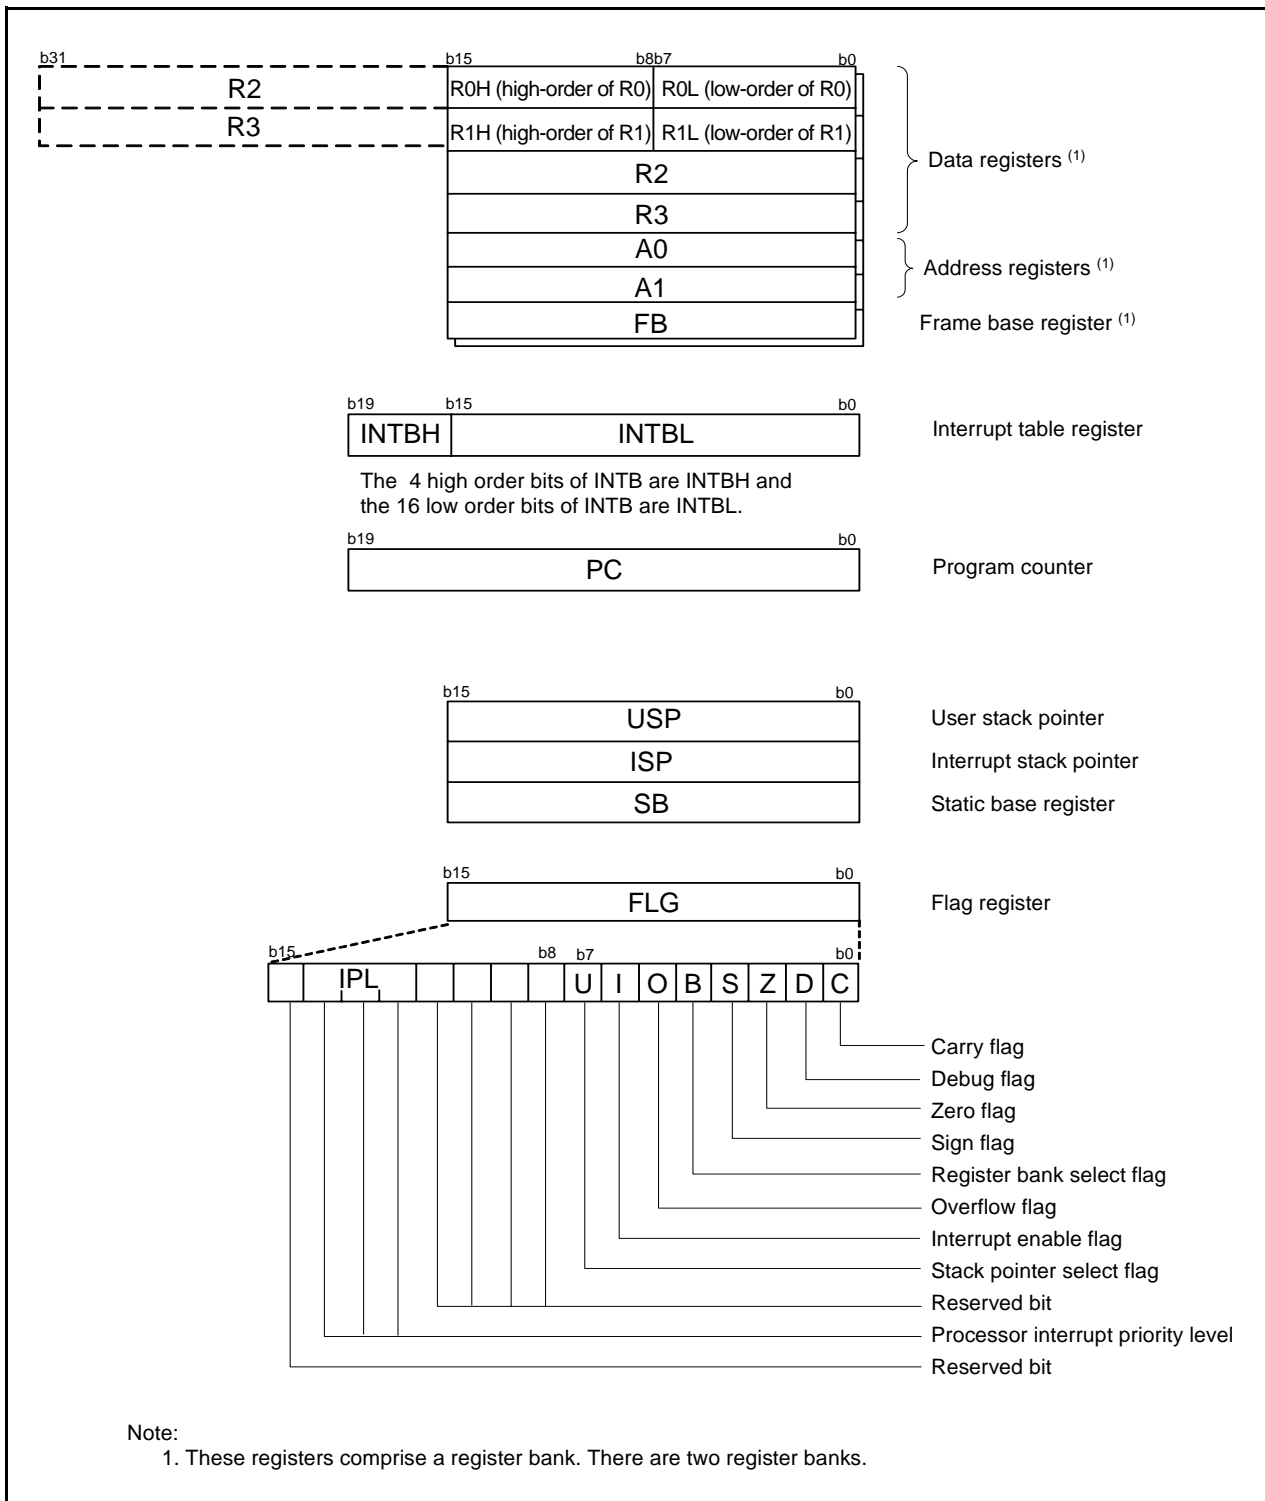 b31 b15 b8b7 b0
R2 R0H (high-order of R0) R0L (low-order of R0)
R3 R1H (high-order of R1) R1L (low-order of R1)
R2
Data registers (1)
R3
A0
Address registers (1)
A1
FB
Frame base register (1)
b19 b15 b0
INTBH INTBL Interrupt table register
The 4 high order bits of INTB are INTBH and
the 16 low order bits of INTB are INTBL.
b19 b0
PC Program counter
b15 b0
USP User stack pointer
ISP Interrupt stack pointer
SB Static base register
b15 b0
FLG Flag register
b15 b8 b7 b0
IPL U I O B S Z D C
Carry flag
Debug flag
Zero flag
Sign flag
Register bank select flag
Overflow flag
Interrupt enable flag
Stack pointer select flag
Reserved bit
Processor interrupt priority level
Reserved bit
Note:
1. These registers comprise a register bank. There are two register banks.